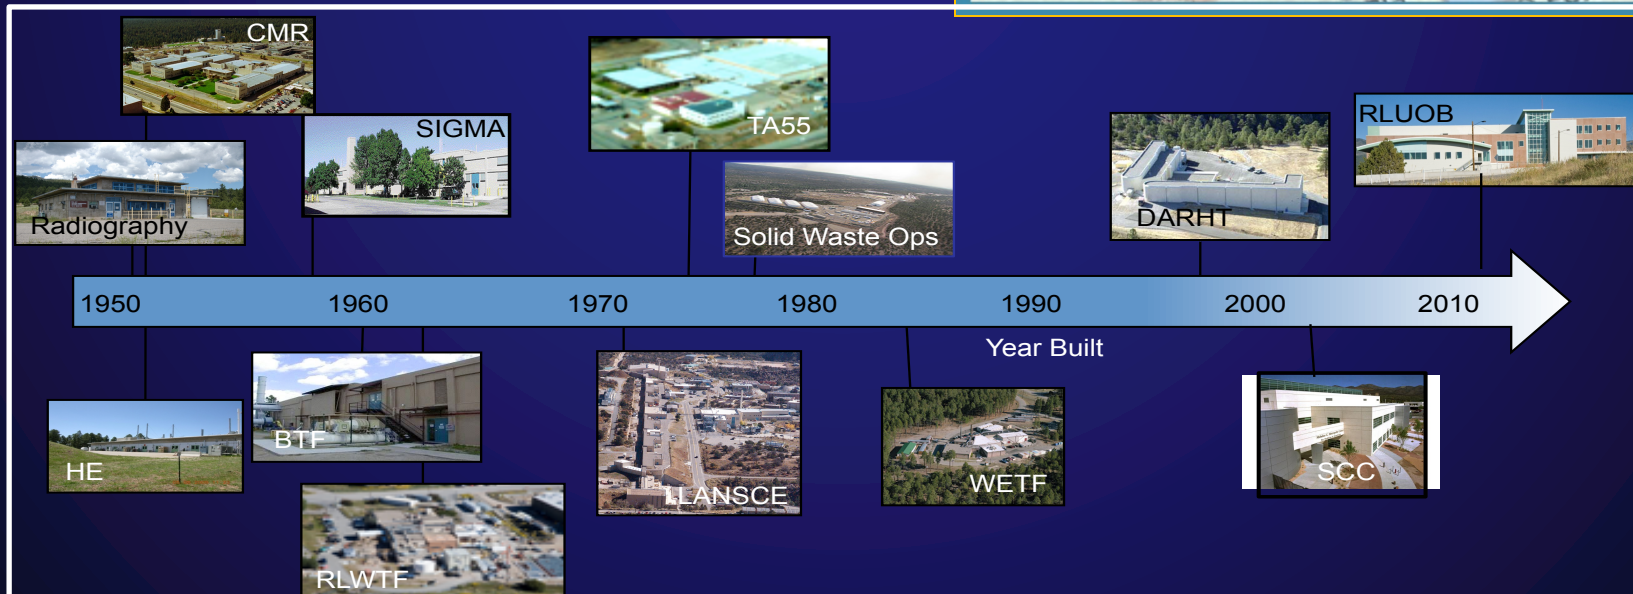 CMR
SIGMA
TA55
RLUOB
Radiography
Solid Waste Ops
DARHT
1950 1960 1970 1980 1990 2000 2010
Year Built
HE
BTF
LLANSCE
WETF
SCC
RLWTF